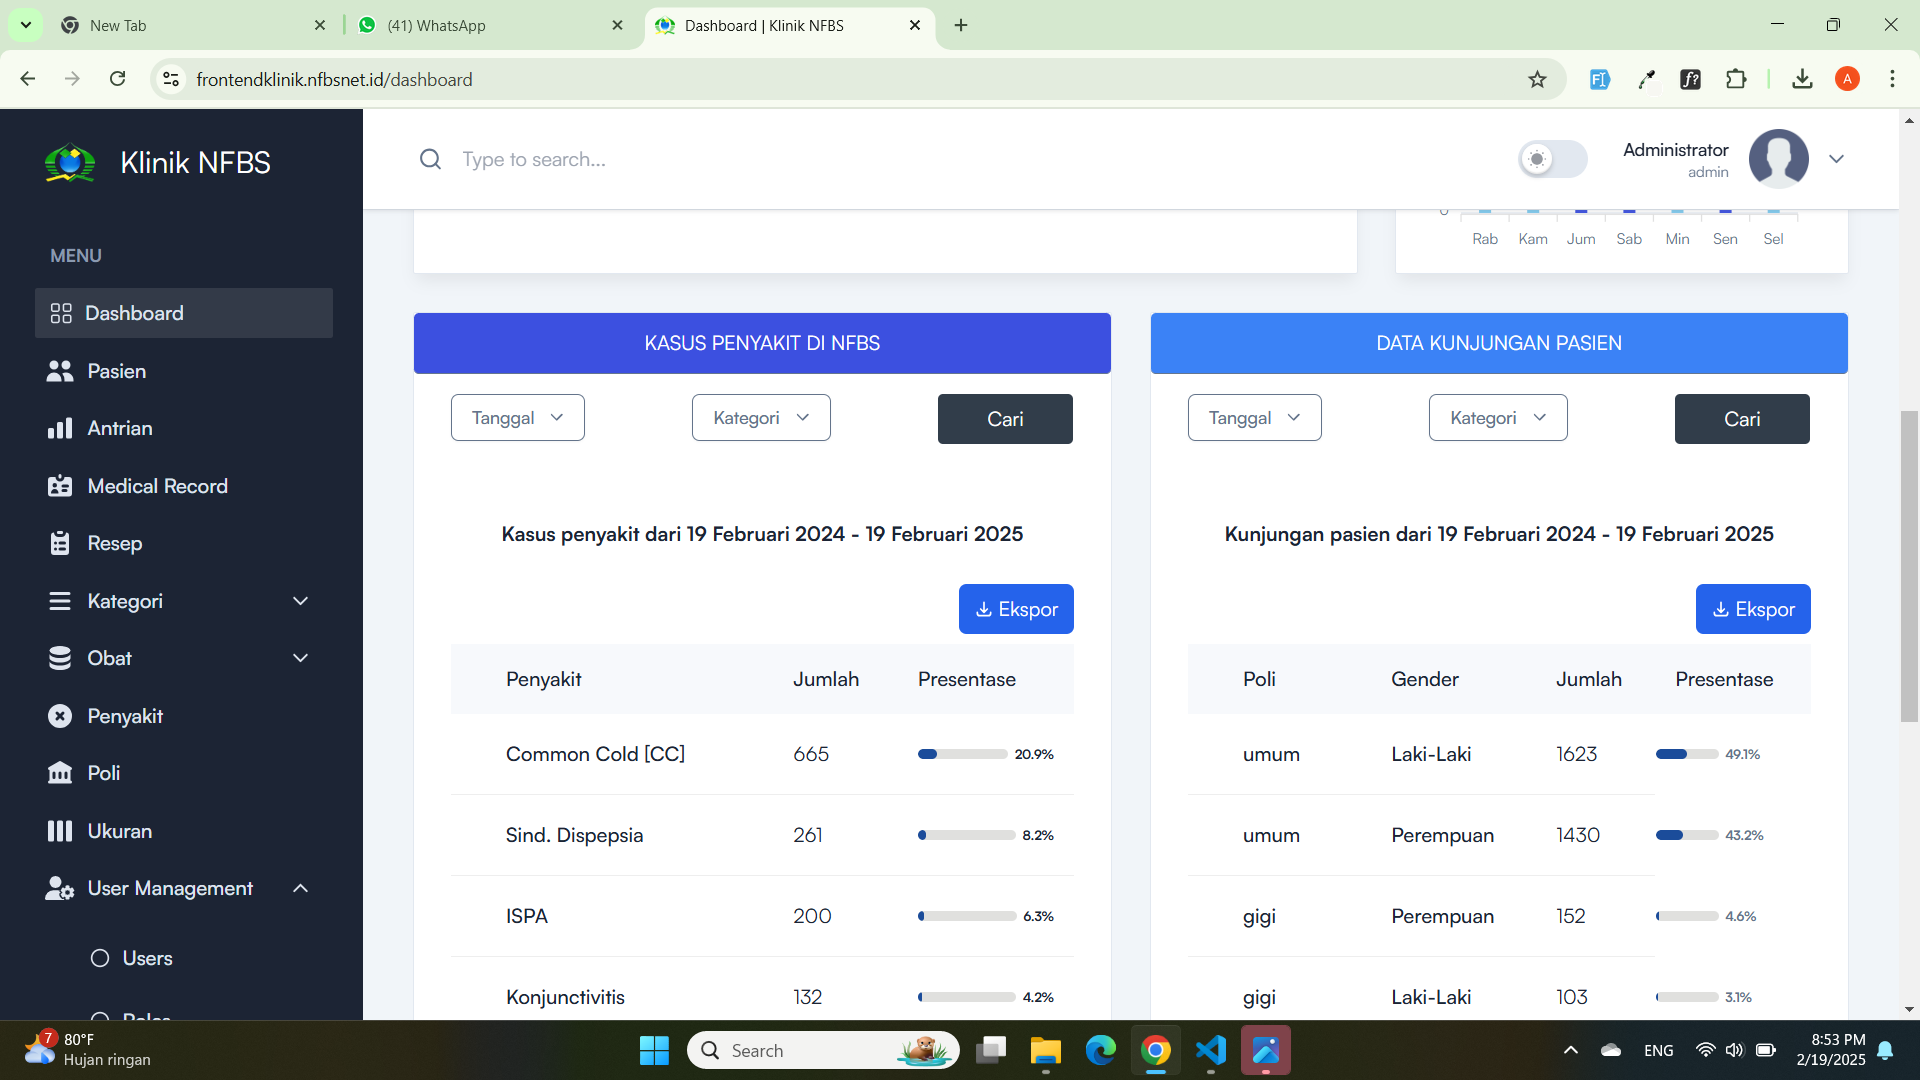 New Tab
(41) WhatsApp
Dashboard | Klinik NFBS
frontendklinik.nfbsnet.id/dashboard
A
Klinik NFBS
Type to search...
Administrator
admin
MENU
Dashboard
Pasien
Antrian
Medical Record
Resep
Kategori
Obat
Penyakit
Poli
Ukuran
User Management
Users
Roles
0
Rab Kam Jum Sab Min Sen Sel
KASUS PENYAKIT DI NFBS
Tanggal Kategori Cari
Kasus penyakit dari 19 Februari 2024 - 19 Februari 2025
Ekspor
Penyakit Jumlah Presentase
Common Cold [CC] 665 20.9%
Sind. Dispepsia 261 8.2%
ISPA 200 6.3%
Konjunctivitis 132 4.2%
DATA KUNJUNGAN PASIEN
Tanggal Kategori Cari
Kunjungan pasien dari 19 Februari 2024 - 19 Februari 2025
Ekspor
Poli Gender Jumlah Presentase
umum Laki-Laki 1623 49.1%
umum Perempuan 1430 43.2%
gigi Perempuan 152 4.6%
gigi Laki-Laki 103 3.1%
7
80°F
Hujan ringan
Search
ENG
8:53 PM
2/19/2025